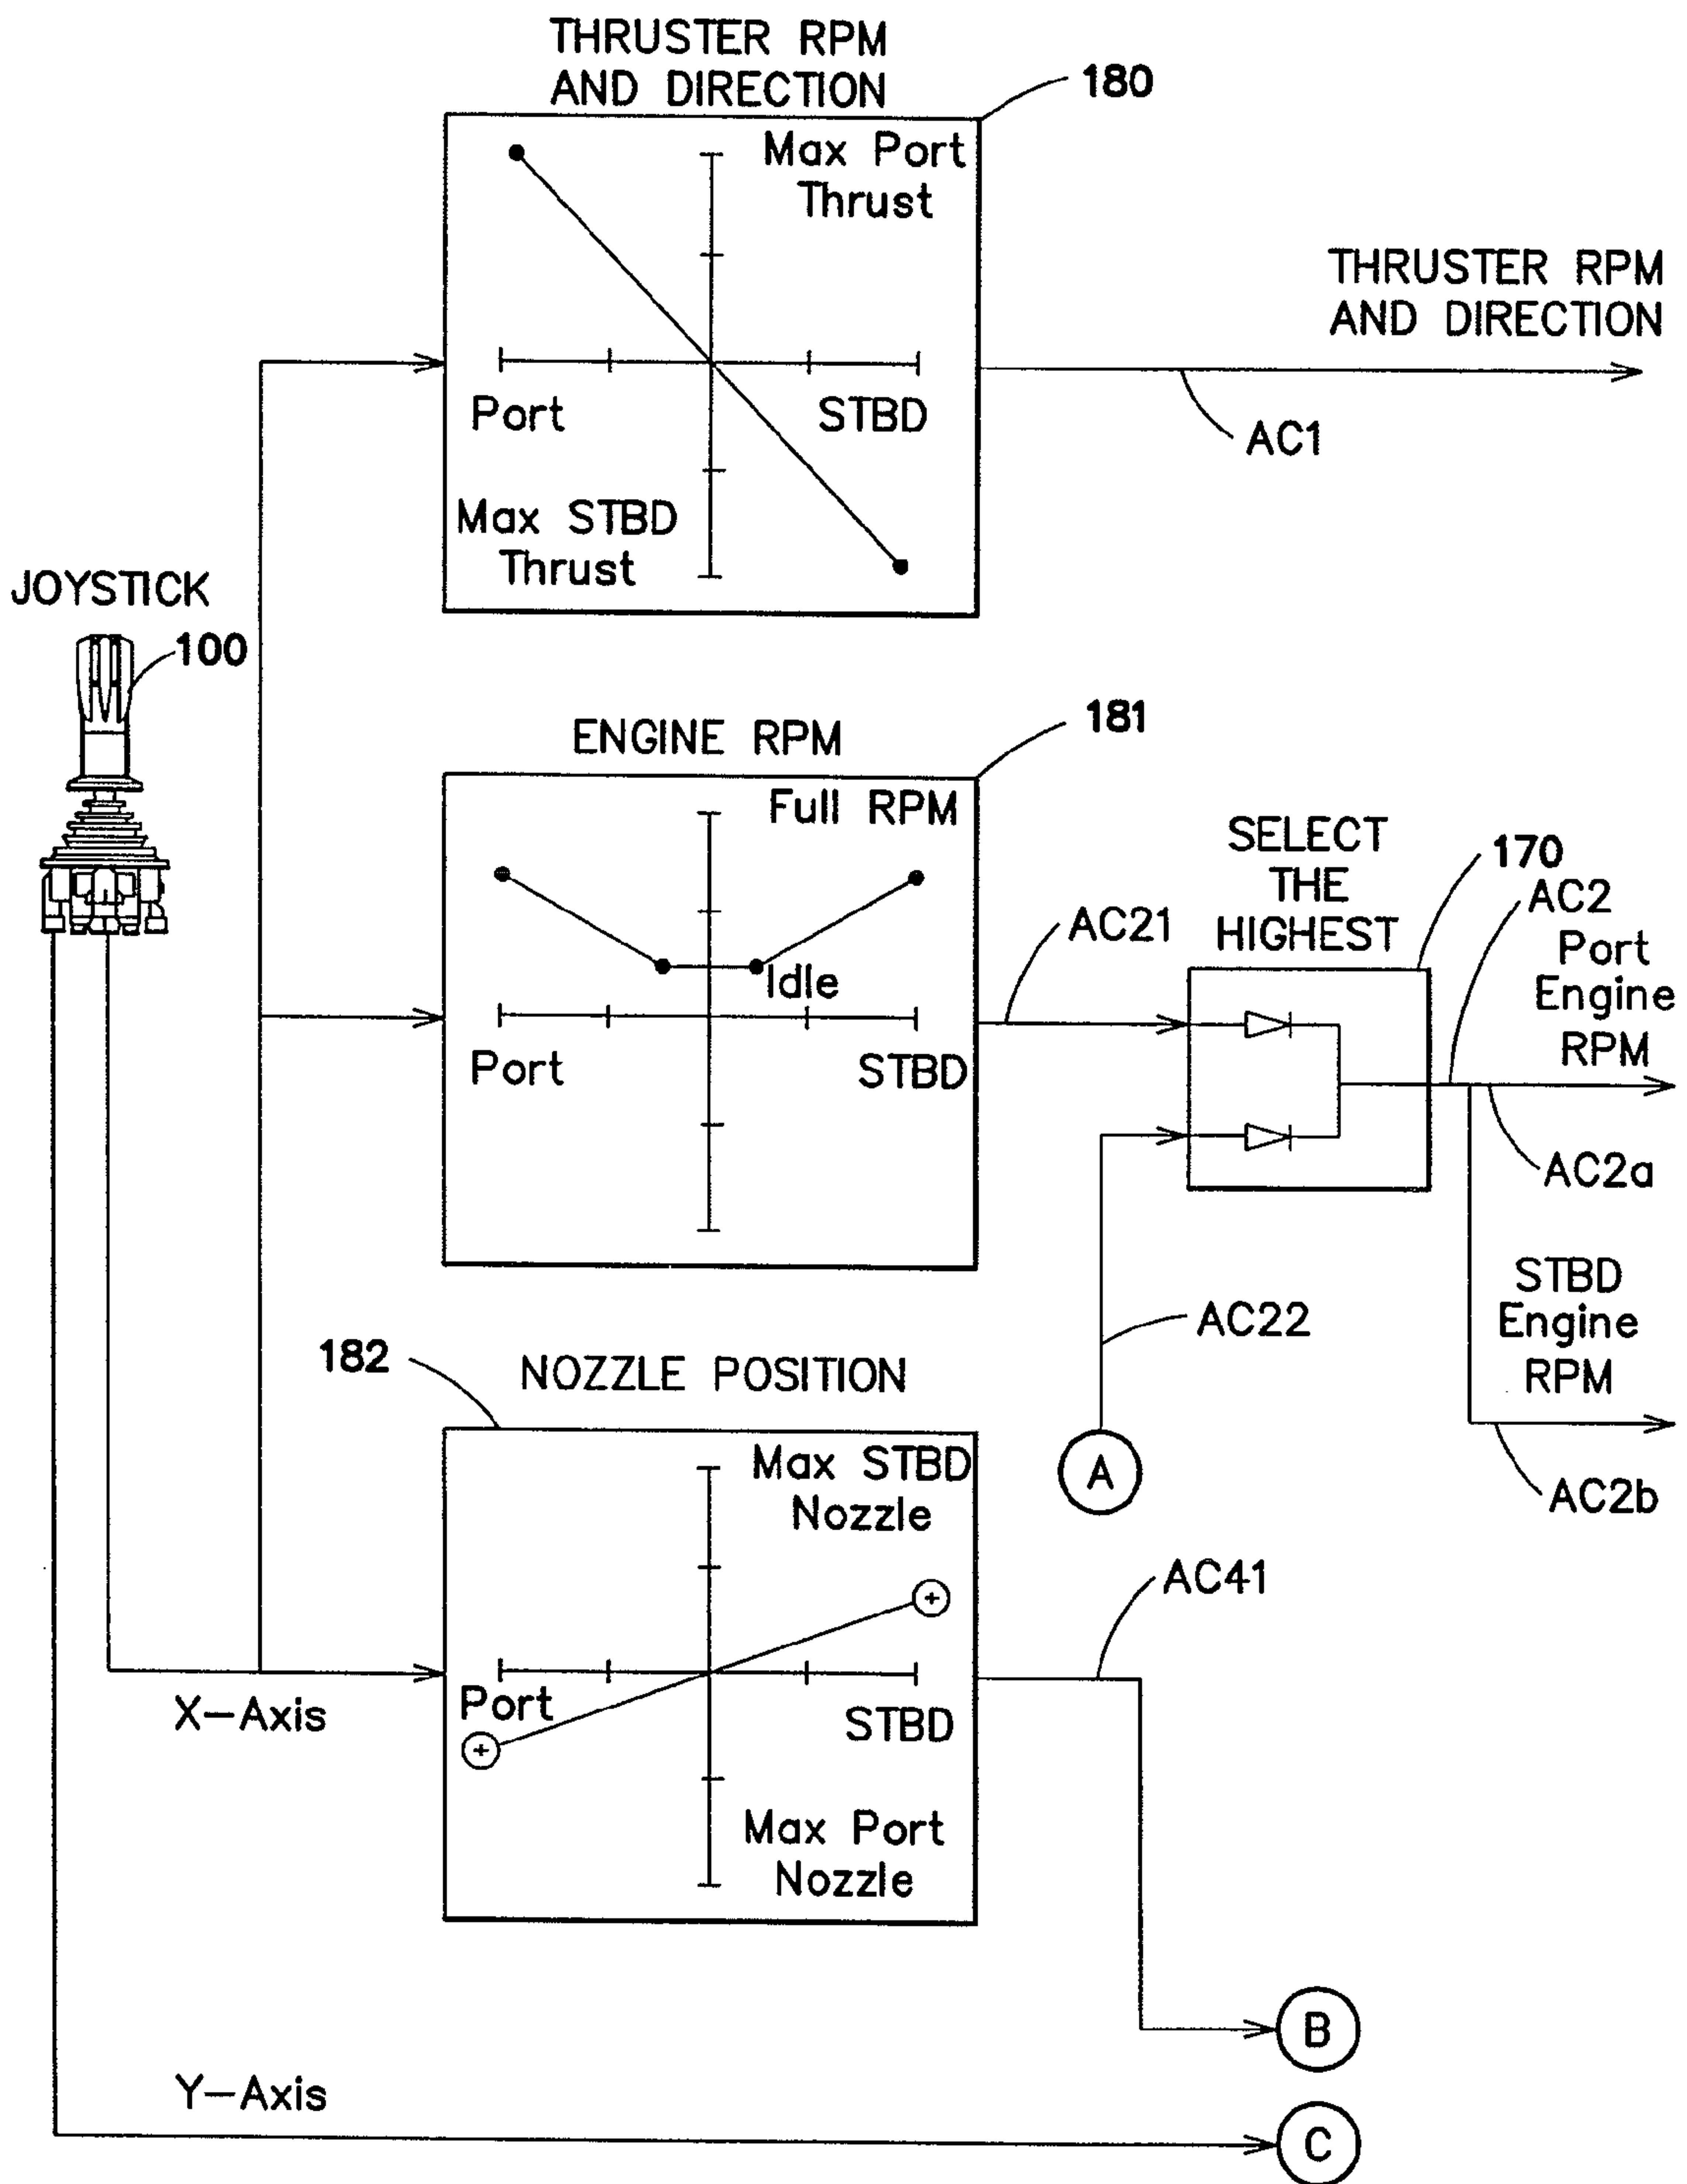 THRUSTER RPM
AND DIRECTION
180
Max Port
Thrust
Port
STBD
Max STBD
Thrust
THRUSTER RPM
AND DIRECTION
AC1
JOYSTICK
100
ENGINE RPM
181
Full RPM
Idle
Port
STBD
AC21
SELECT
THE
HIGHEST
170
AC2
Port
Engine
RPM
AC2a
STBD
Engine
RPM
AC2b
AC22
A
182
NOZZLE POSITION
Max STBD
Nozzle
Port
STBD
Max Port
Nozzle
AC41
X-Axis
B
Y-Axis
C